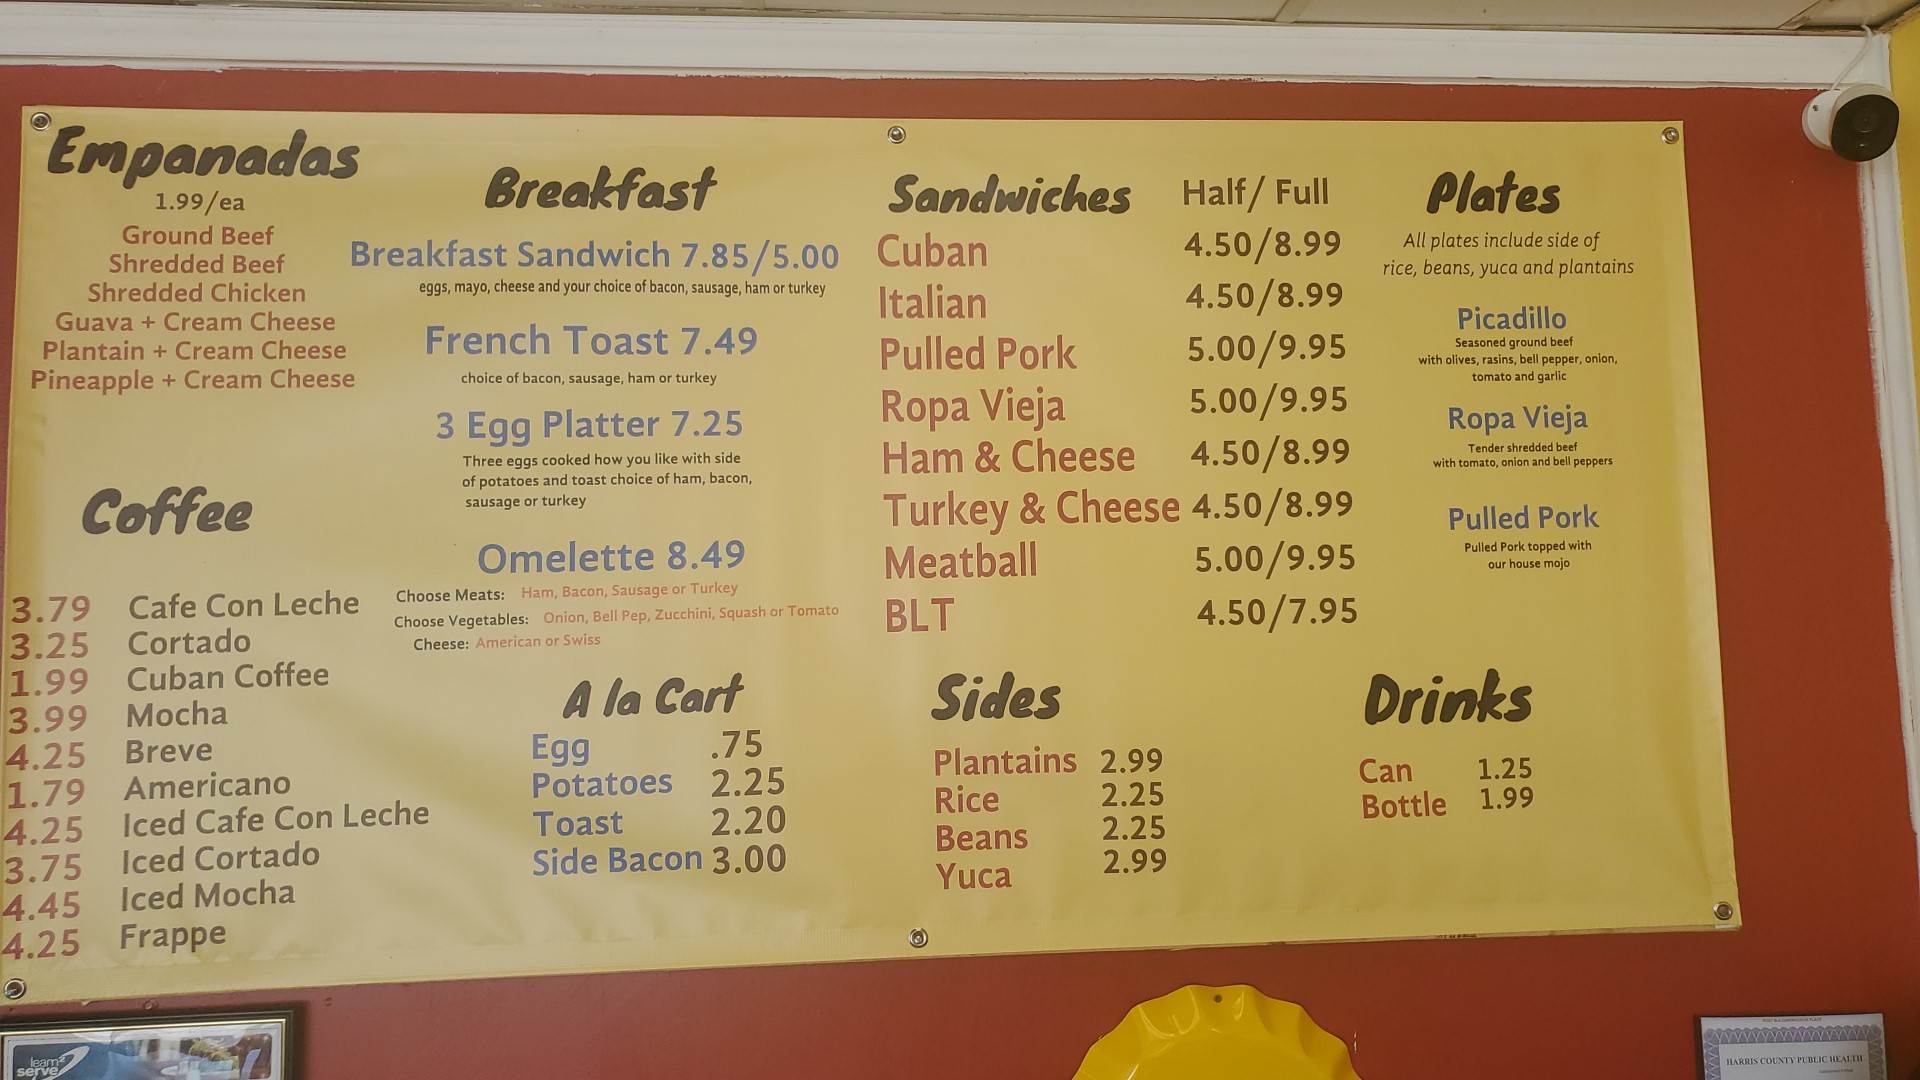 Empanadas
1.99/ea
Ground Beef
Shredded Beef
Shredded Chicken
Guava + Cream Cheese
Plantain + Cream Cheese
Pineapple + Cream Cheese
Coffee
3.79 Cafe Con Leche
3.25 Cortado
1.99 Cuban Coffee
3.99 Mocha
4.25 Breve
1.79 Americano
4.25 Iced Cafe Con Leche
3.75 Iced Cortado
4.45 Iced Mocha
4.25 Frappe
Breakfast
Breakfast Sandwich 7.85/5.00
eggs, mayo, cheese and your choice of bacon, sausage, ham or turkey
French Toast 7.49
choice of bacon, sausage, ham or turkey
3 Egg Platter 7.25
Three eggs cooked how you like with side
of potatoes and toast choice of ham, bacon,
sausage or turkey
Omelette 8.49
Choose Meats: Ham, Bacon, Sausage or Turkey
Choose Vegetables: Onion, Bell Pep, Zucchini, Squash or Tomato
Cheese: American or Swiss
A la Cart
Egg .75
Potatoes 2.25
Toast 2.20
Side Bacon 3.00
Sandwiches Half/ Full
Cuban 4.50/8.99
Italian 4.50/8.99
Pulled Pork 5.00/9.95
Ropa Vieja 5.00/9.95
Ham & Cheese 4.50/8.99
Turkey & Cheese 4.50/8.99
Meatball 5.00/9.95
BLT 4.50/7.95
Sides
Plantains 2.99
Rice 2.25
Beans 2.25
Yuca 2.99
Plates
All plates include side of
rice, beans, yuca and plantains
Picadillo
Seasoned ground beef
with olives, rasins, bell pepper, onion,
tomato and garlic
Ropa Vieja
Tender shredded beef
with tomato, onion and bell peppers
Pulled Pork
Pulled Pork topped with
our house mojo
Drinks
Can 1.25
Bottle 1.99
learn2
serve
HARRIS COUNTY PUBLIC HEALTH